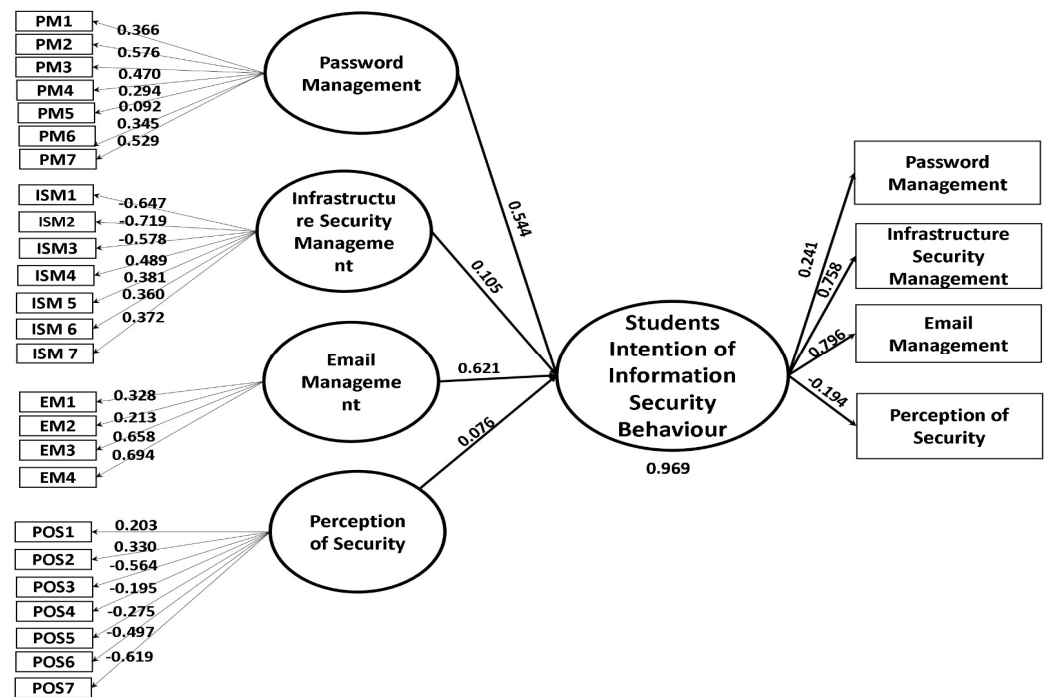 PM1
PM2
PM3
PM4
PM5
PM6
PM7
0.366
0.576
0.470
0.294
0.092
0.345
0.529
Password
Management
ISM1
ISM2
ISM3
ISM4
ISM 5
ISM 6
ISM 7
-0.647
-0.719
-0.578
0.489
0.381
0.360
0.372
Infrastructu
re Security
Manageme
nt
EM1
EM2
EM3
EM4
0.328
0.213
0.658
0.694
Email
Manageme
nt
POS1
POS2
POS3
POS4
POS5
POS6
POS7
0.203
0.330
-0.564
-0.195
-0.275
-0.497
-0.619
Perception
of Security
0.544
0.105
0.621
0.076
Students
Intention of
Information
Security
Behaviour
0.969
0.241
0.758
0.796
-0.194
Password
Management
Infrastructure
Security
Management
Email
Management
Perception of
Security